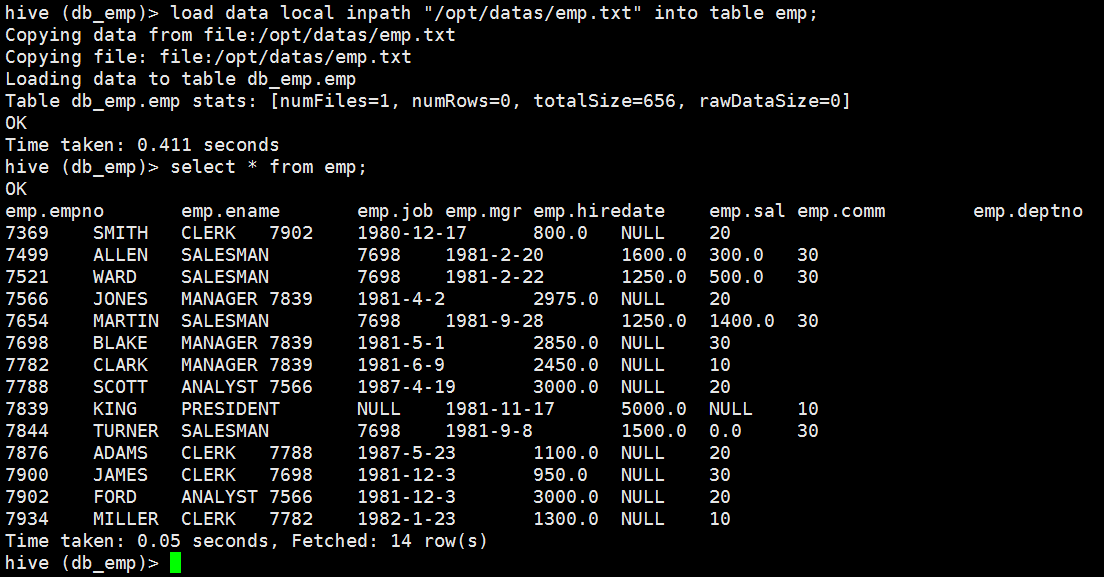 hive (db_emp)> load data local inpath "/opt/datas/emp.txt" into table emp;
Copying data from file:/opt/datas/emp.txt
Copying file: file:/opt/datas/emp.txt
Loading data to table db_emp.emp
Table db_emp.emp stats: [numFiles=1, numRows=0, totalSize=656, rawDataSize=0]
OK
Time taken: 0.411 seconds
hive (db_emp)> select * from emp;
OK
emp.empno       emp.ename       emp.job emp.mgr emp.hiredate    emp.sal emp.comm        emp.deptno
7369    SMITH   CLERK   7902    1980-12-17      800.0   NULL    20
7499    ALLEN   SALESMAN        7698    1981-2-20       1600.0  300.0   30
7521    WARD    SALESMAN        7698    1981-2-22       1250.0  500.0   30
7566    JONES   MANAGER 7839    1981-4-2        2975.0  NULL    20
7654    MARTIN  SALESMAN        7698    1981-9-28       1250.0  1400.0  30
7698    BLAKE   MANAGER 7839    1981-5-1        2850.0  NULL    30
7782    CLARK   MANAGER 7839    1981-6-9        2450.0  NULL    10
7788    SCOTT   ANALYST 7566    1987-4-19       3000.0  NULL    20
7839    KING    PRESIDENT       NULL    1981-11-17      5000.0  NULL    10
7844    TURNER  SALESMAN        7698    1981-9-8        1500.0  0.0     30
7876    ADAMS   CLERK   7788    1987-5-23       1100.0  NULL    20
7900    JAMES   CLERK   7698    1981-12-3       950.0   NULL    30
7902    FORD    ANALYST 7566    1981-12-3       3000.0  NULL    20
7934    MILLER  CLERK   7782    1982-1-23       1300.0  NULL    10
Time taken: 0.05 seconds, Fetched: 14 row(s)
hive (db_emp)>